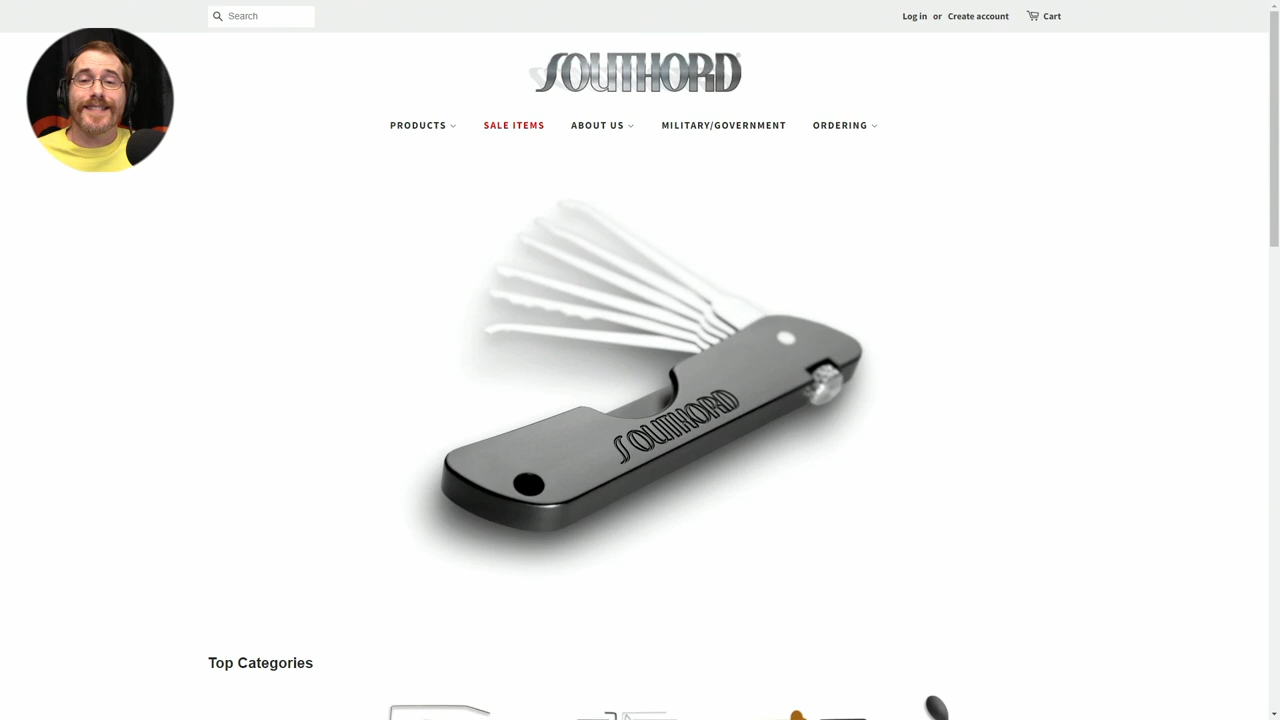 Search
Log in or Create account Cart
SOUTHORD
PRODUCTS SALE ITEMS ABOUT US MILITARY/GOVERNMENT ORDERING
SOUTHORD
Top Categories